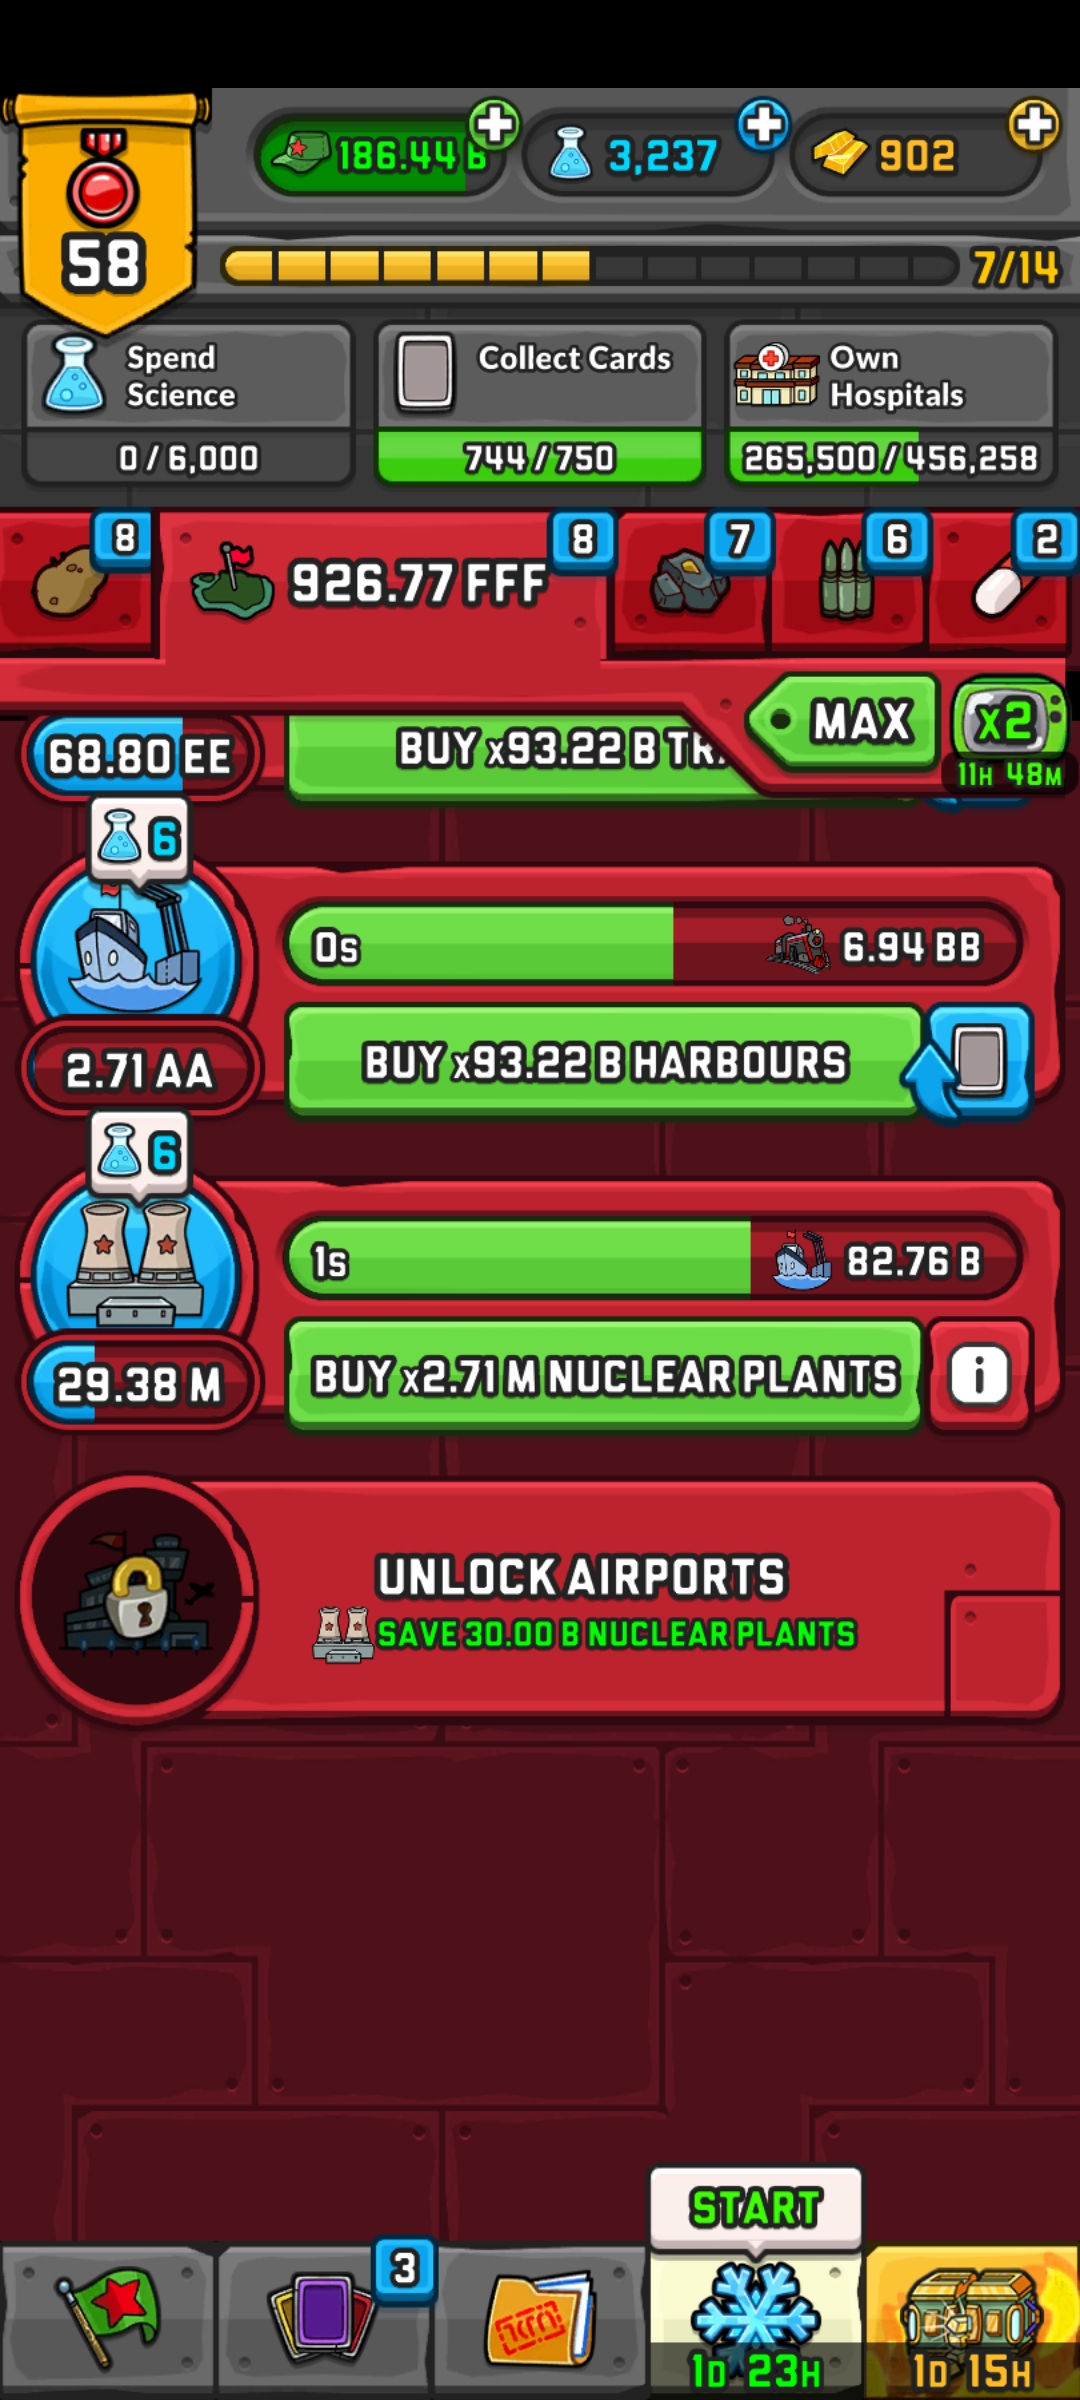 186.44 B
3,237
902
58
7/14
Spend
Science
Collect Cards
Own
Hospitals
0 / 6,000
744 / 750
265,500 / 456,258
8
926.77 FFF
8
7
6
2
MAX
x2
11H 48M
68.80 EE
BUY x93.22 B
6
0s
6.94 BB
2.71 AA
BUY x93.22 B HARBOURS
6
1s
82.76 B
29.38 M
BUY x2.71 M NUCLEAR PLANTS
i
UNLOCK AIRPORTS
SAVE 30.00 B NUCLEAR PLANTS
START
3
1D 23H
1D 15H